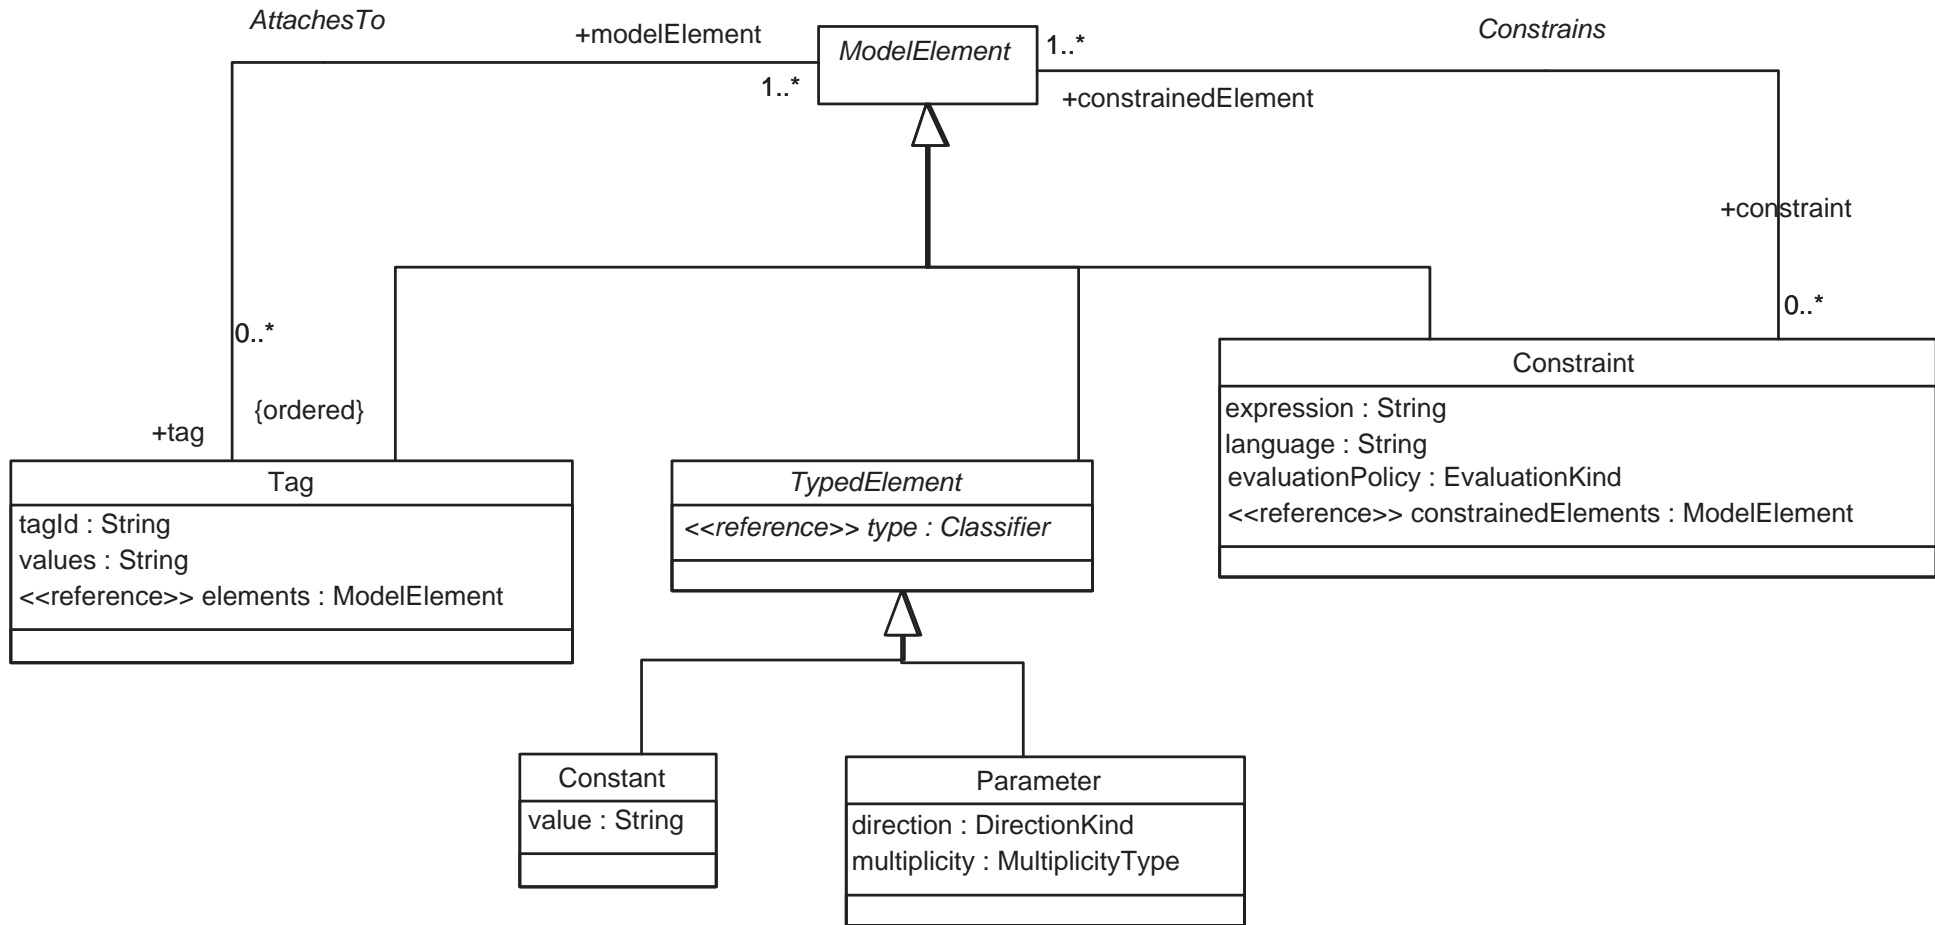 AttachesTo
+modelElement
ModelElement
1..*
Constrains
1..*
+constrainedElement
+constraint
0..*
0..*
{ordered}
+tag
Tag
tagId : String
values : String
<<reference>> elements : ModelElement
TypedElement
<<reference>> type : Classifier
Constraint
expression : String
language : String
evaluationPolicy : EvaluationKind
<<reference>> constrainedElements : ModelElement
Constant
value : String
Parameter
direction : DirectionKind
multiplicity : MultiplicityType